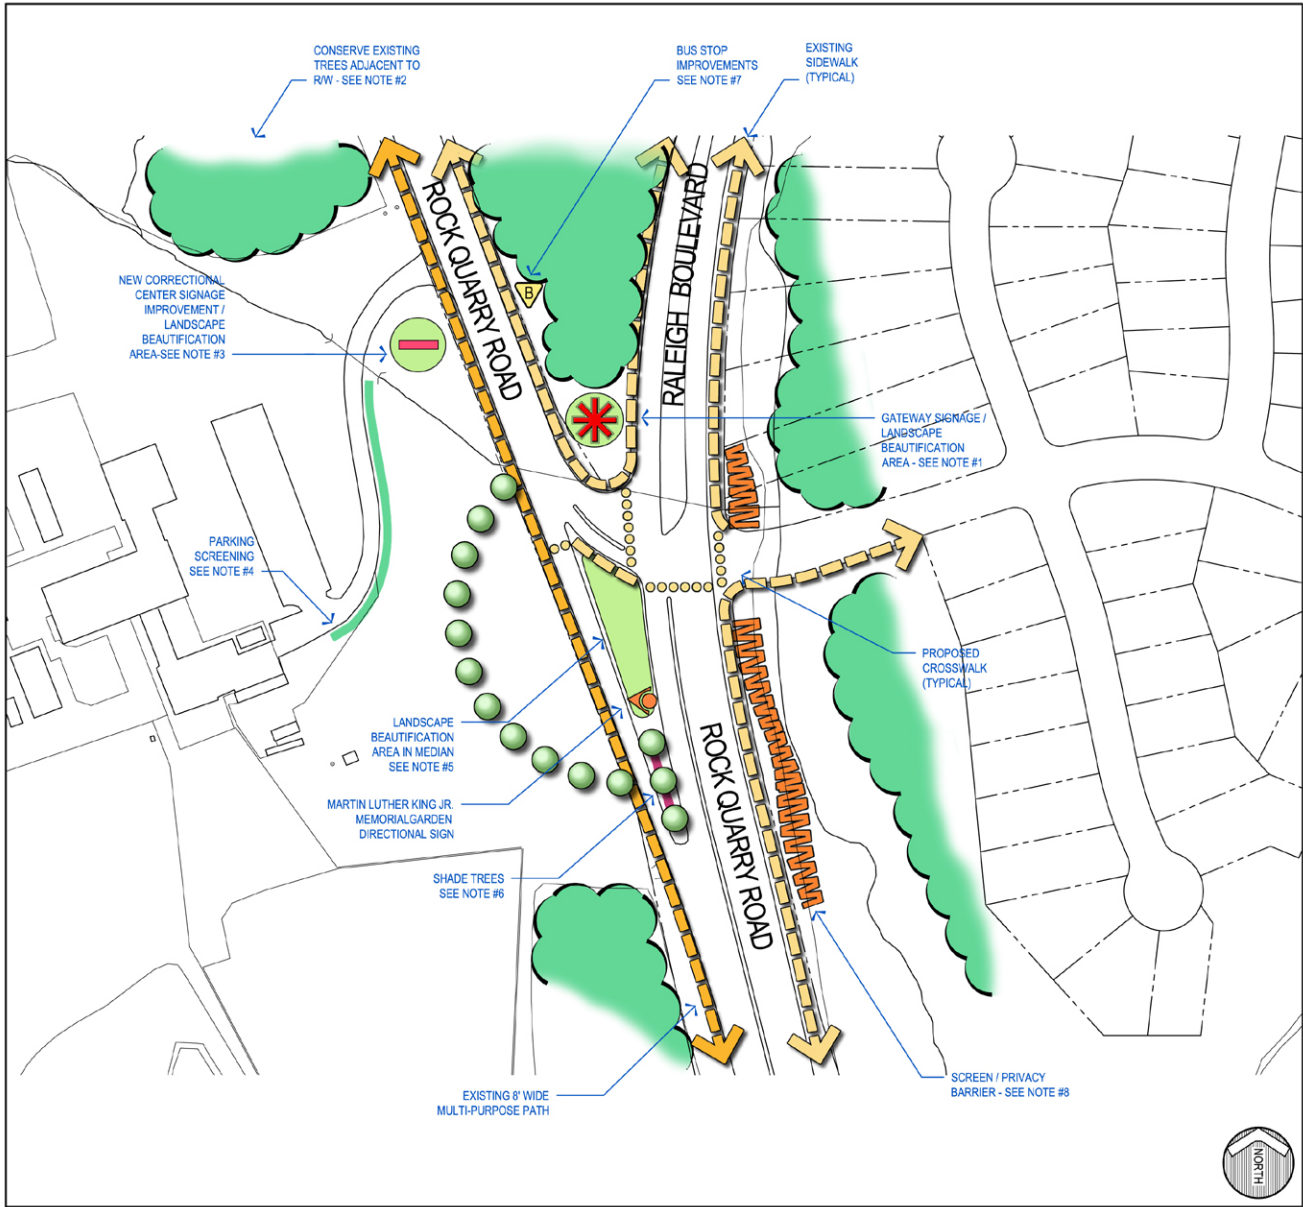 CONSERVE EXISTING
TREES ADJACENT TO
R/W - SEE NOTE #2
BUS STOP
IMPROVEMENTS
SEE NOTE #7
EXISTING
SIDEWALK
(TYPICAL)
ROCK QUARRY ROAD
RALEIGH BOULEVARD
B
NEW CORRECTIONAL
CENTER SIGNAGE
IMPROVEMENT /
LANDSCAPE
BEAUTIFICATION
AREA-SEE NOTE #3
GATEWAY SIGNAGE /
LANDSCAPE
BEAUTIFICATION
AREA - SEE NOTE #1
PARKING
SCREENING
SEE NOTE #4
PROPOSED
CROSSWALK
(TYPICAL)
LANDSCAPE
BEAUTIFICATION
AREA IN MEDIAN
SEE NOTE #5
ROCK QUARRY ROAD
MARTIN LUTHER KING JR.
MEMORIALGARDEN
DIRECTIONAL SIGN
SHADE TREES
SEE NOTE #6
EXISTING 8' WIDE
MULTI-PURPOSE PATH
SCREEN / PRIVACY
BARRIER - SEE NOTE #8
NORTH